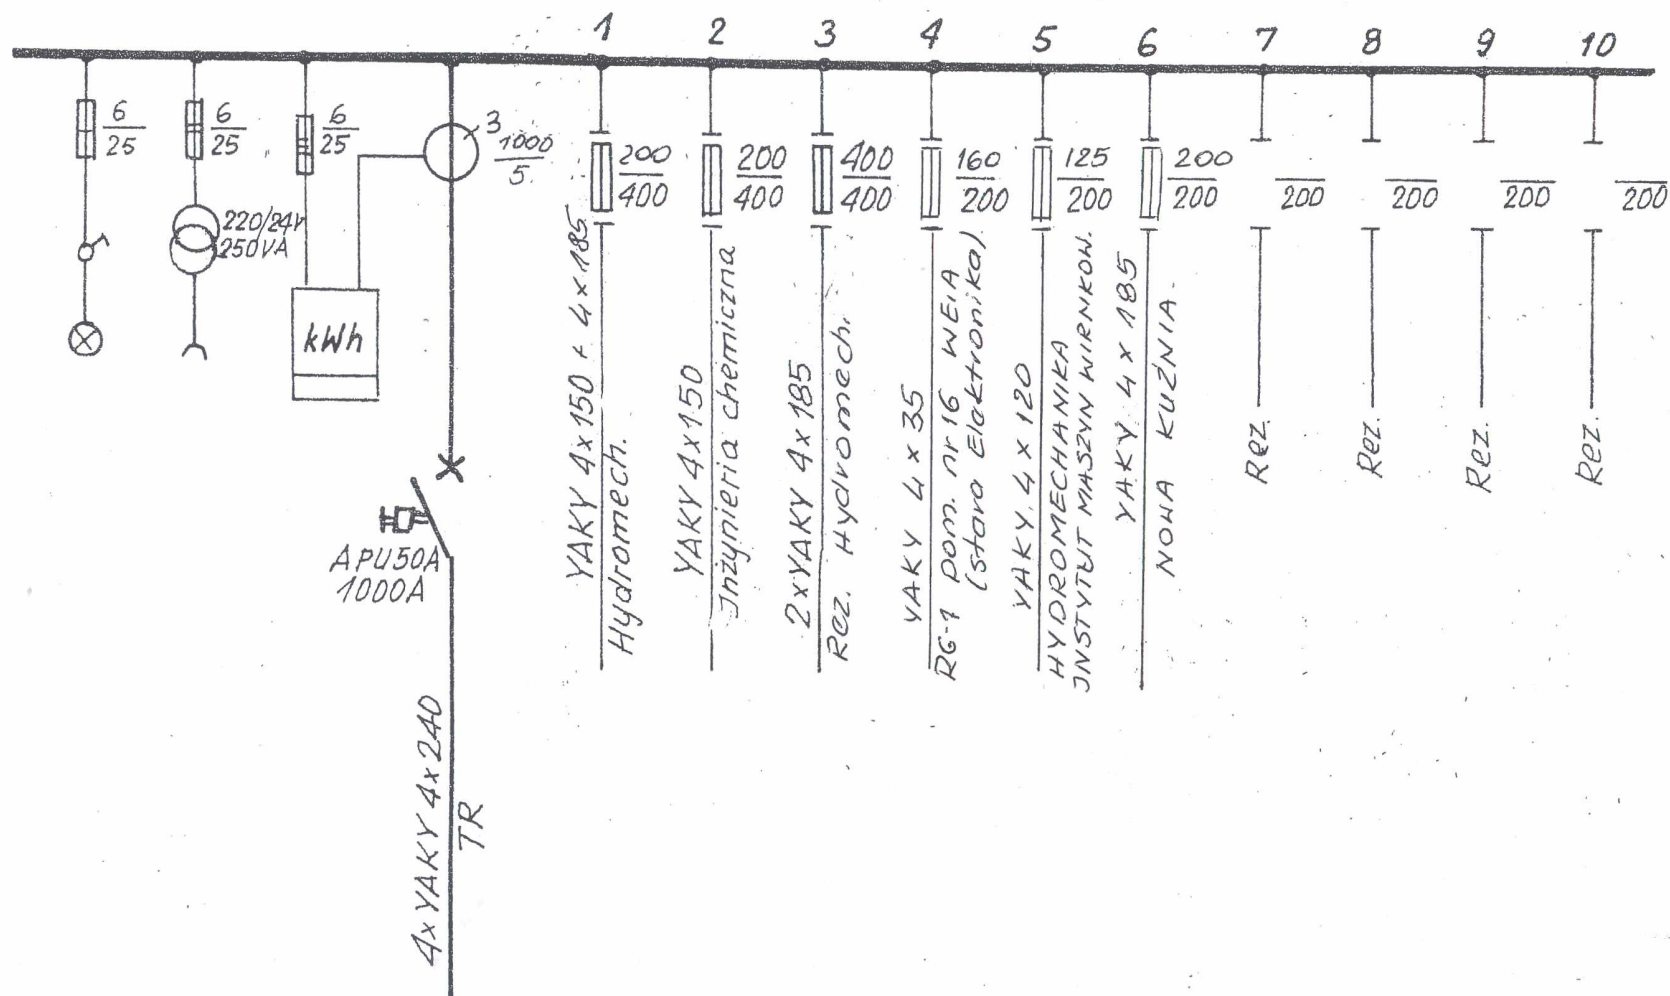 1 2 3 4 5 6 7 8 9 10
6
25
6
25
6
25
3
1000
5
200
400
200
400
400
400
160
200
125
200
200
200
200
200
200
200
220/24V
250VA
kWh
APU50A
1000A
4xYAKY 4x240
TR
YAKY 4x150 + 4x185
Hydromech.
YAKY 4x150
Inżynieria chemiczna
2xYAKY 4x185
Rez. Hydromech.
YAKY 4x35
RG-1 pom. nr 16 WEiA
(stara Elektronika)
YAKY 4x120
HYDROMECHANIKA
INSTYTUT MASZYN WIRNIKOW.
YAKY 4x185
NOWA KUŹNIA.
Rez.
Rez.
Rez.
Rez.